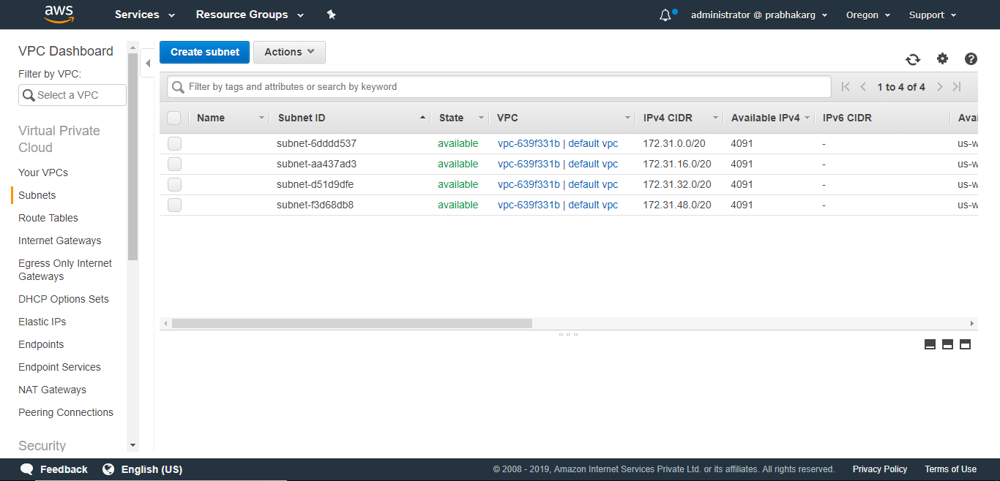 aws Services Resource Groups administrator @ prabhakarg Oregon Support
VPC Dashboard
Filter by VPC:
Select a VPC
Virtual Private
Cloud
Your VPCs
Subnets
Route Tables
Internet Gateways
Egress Only Internet
Gateways
DHCP Options Sets
Elastic IPs
Endpoints
Endpoint Services
NAT Gateways
Peering Connections
Security
Create subnet Actions
Filter by tags and attributes or search by keyword 1 to 4 of 4
Name Subnet ID State VPC IPv4 CIDR Available IPv4 IPv6 CIDR Avai
subnet-6dddd537 available vpc-639f331b | default vpc 172.31.0.0/20 4091 - us-w
subnet-aa437ad3 available vpc-639f331b | default vpc 172.31.16.0/20 4091 - us-w
subnet-d51d9dfe available vpc-639f331b | default vpc 172.31.32.0/20 4091 - us-w
subnet-f3d68db8 available vpc-639f331b | default vpc 172.31.48.0/20 4091 - us-w
Feedback English (US) © 2008 - 2019, Amazon Internet Services Private Ltd. or its affiliates. All rights reserved. Privacy Policy Terms of Use